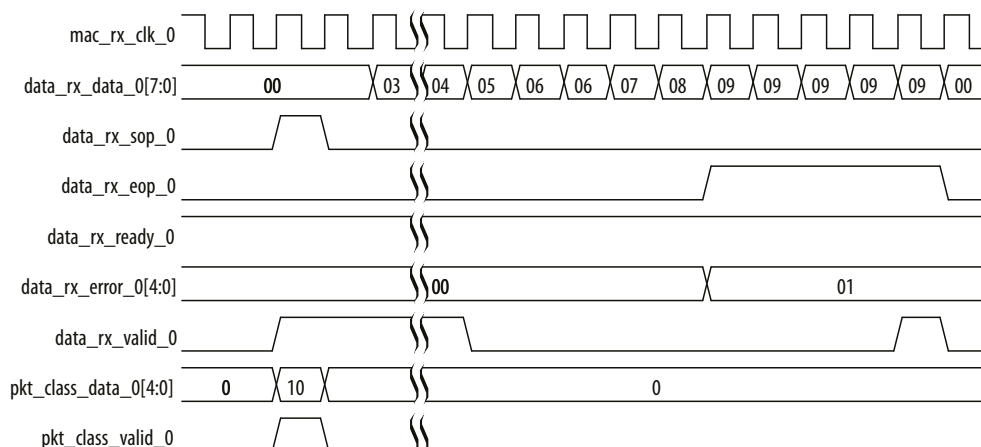 mac_rx_clk_0
data_rx_data_0[7:0] 00 03 04 05 06 06 07 08 09 09 09 09 09 00
data_rx_sop_0
data_rx_eop_0
data_rx_ready_0
data_rx_error_0[4:0] 00 01
data_rx_valid_0
pkt_class_data_0[4:0] 0 10 0
pkt_class_valid_0